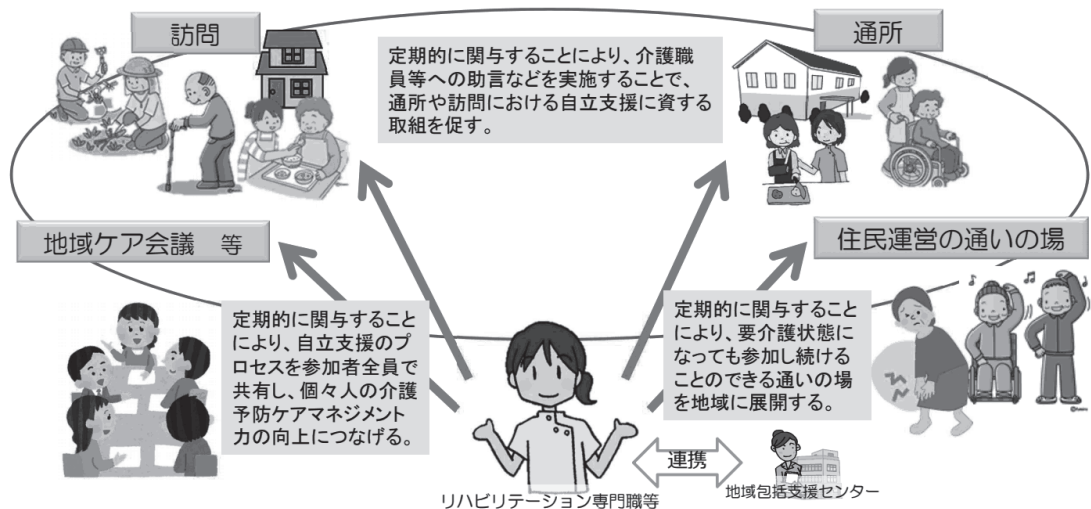 訪問
通所
定期的に関与することにより、介護職
員等への助言などを実施することで、
通所や訪問における自立支援に資する
取組を促す。
地域ケア会議　等
住民運営の通いの場
定期的に関与すること
により、自立支援のプ
ロセスを参加者全員で
共有し、個々人の介護
予防ケアマネジメント
力の向上につなげる。
定期的に関与すること
により、要介護状態に
なっても参加し続ける
ことのできる通いの場
を地域に展開する。
連携
リハビリテーション専門職等
地域包括支援センター